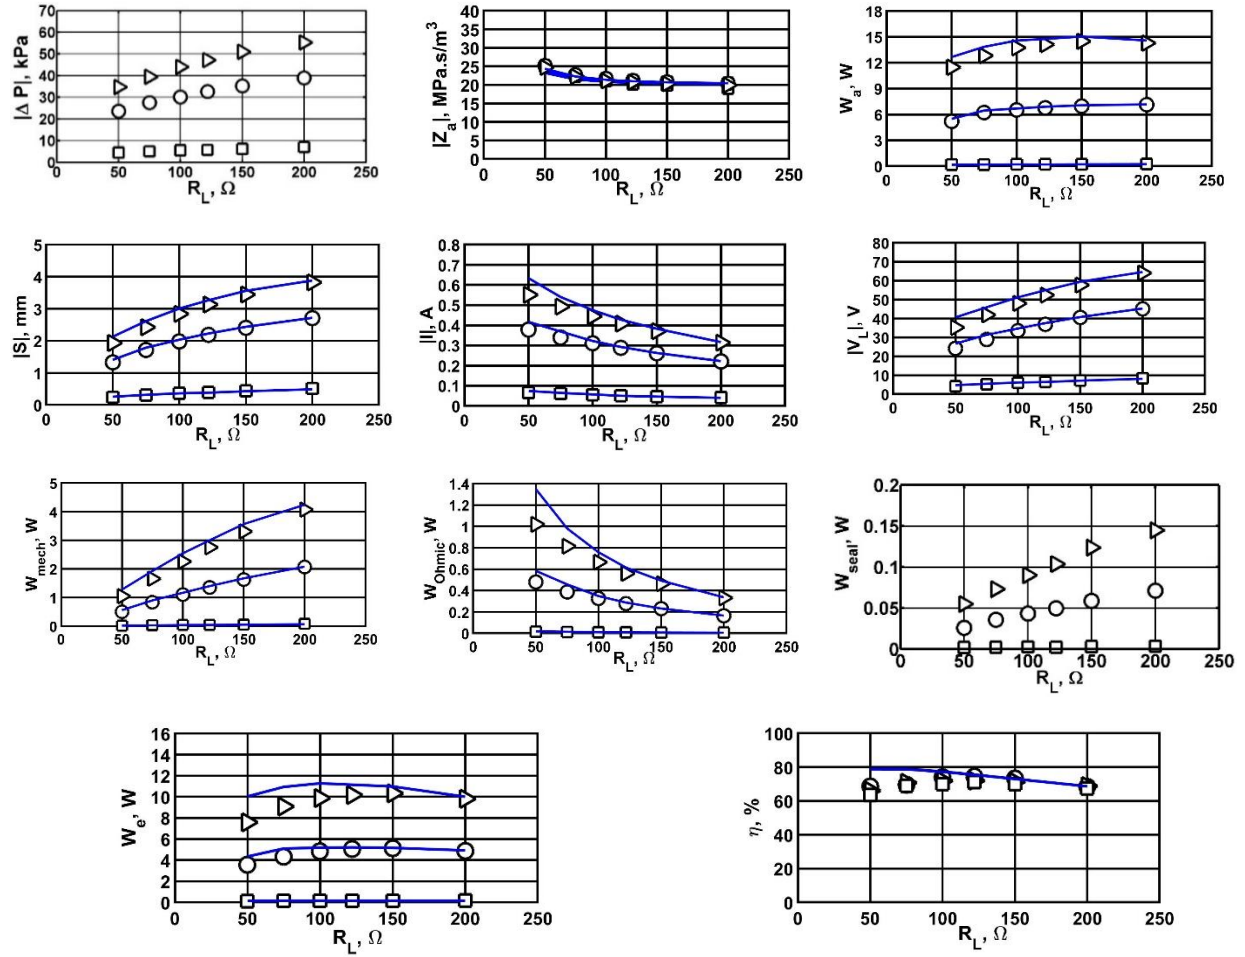 |Δ P|, kPa
70
60
50
40
30
20
10
0
0 50 100 150 200 250
R_L, Ω
|Z_a|, MPa.s/m³
40
35
30
25
20
15
10
5
0
0 50 100 150 200 250
R_L, Ω
W_a, W
18
15
12
9
6
3
0
0 50 100 150 200 250
R_L, Ω
|S|, mm
5
4
3
2
1
0
0 50 100 150 200 250
R_L, Ω
|I|, A
0.8
0.7
0.6
0.5
0.4
0.3
0.2
0.1
0
0 50 100 150 200 250
R_L, Ω
|V_L|, V
80
70
60
50
40
30
20
10
0
0 50 100 150 200 250
R_L, Ω
W_mech, W
5
4
3
2
1
0
0 50 100 150 200 250
R_L, Ω
W_Ohmic, W
1.4
1.2
1
0.8
0.6
0.4
0.2
0
0 50 100 150 200 250
R_L, Ω
W_seal, W
0.2
0.15
0.1
0.05
0
0 50 100 150 200 250
R_L, Ω
W_e, W
16
14
12
10
8
6
4
2
0
0 50 100 150 200 250
R_L, Ω
η, %
100
80
60
40
20
0
0 50 100 150 200 250
R_L, Ω